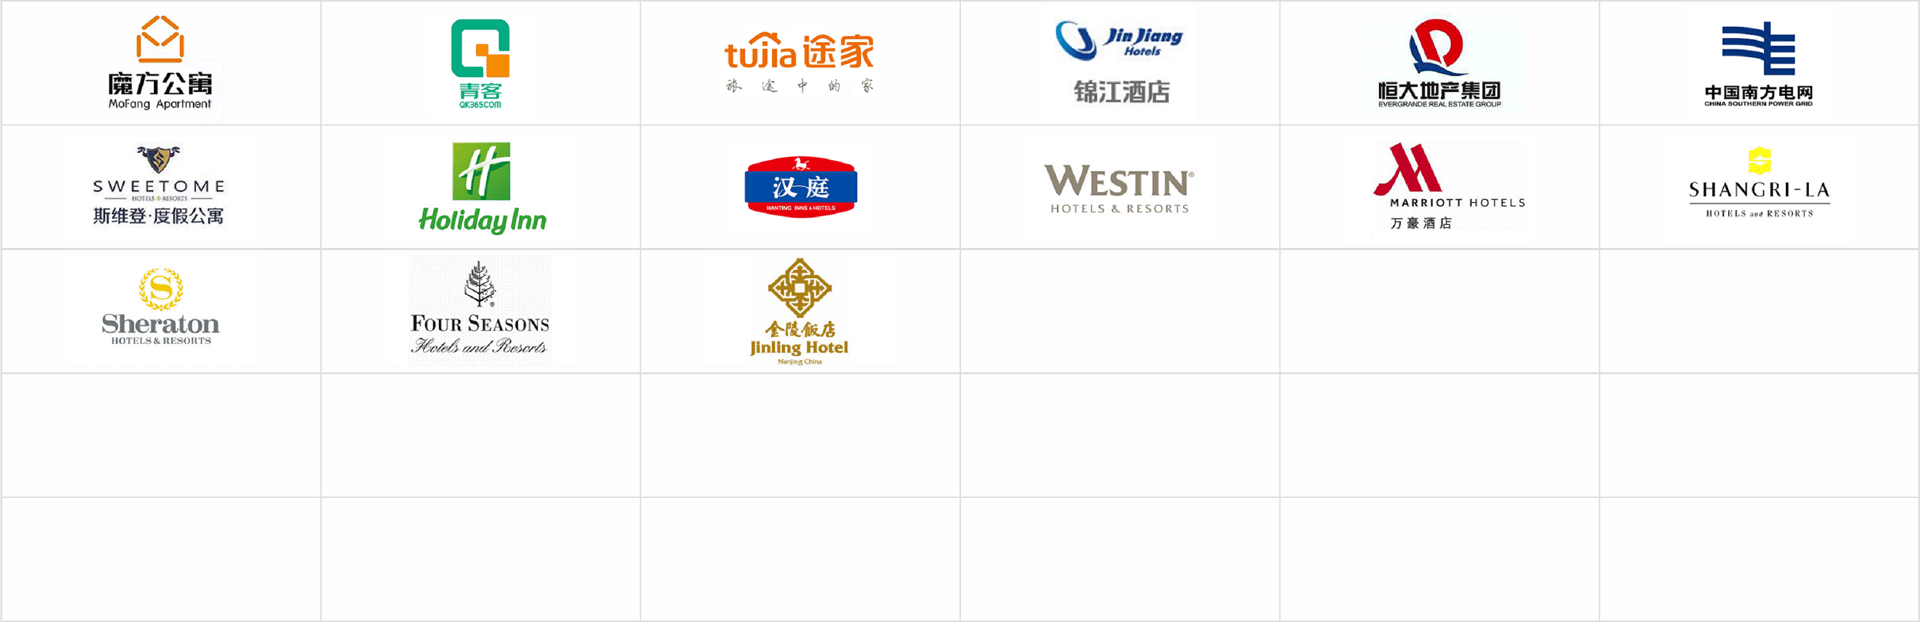 魔方公寓
MoFang Apartment
青客
QK365.COM
tujia 途家
旅 途 中 的 家
Jin Jiang
Hotels
锦江酒店
恒大地产集团
EVERGRANDE REAL ESTATE GROUP
中国南方电网
CHINA SOUTHERN POWER GRID
SWEETOME
HOTELS RESORTS
斯维登·度假公寓
H
Holiday Inn
汉庭
HANTING INNS & HOTELS
WESTIN®
HOTELS & RESORTS
MARRIOTT HOTELS
万豪酒店
SHANGRI-LA
HOTELS and RESORTS
S
Sheraton
HOTELS & RESORTS
FOUR SEASONS
Hotels and Resorts
金陵飯店
Jinling Hotel
Nanjing China